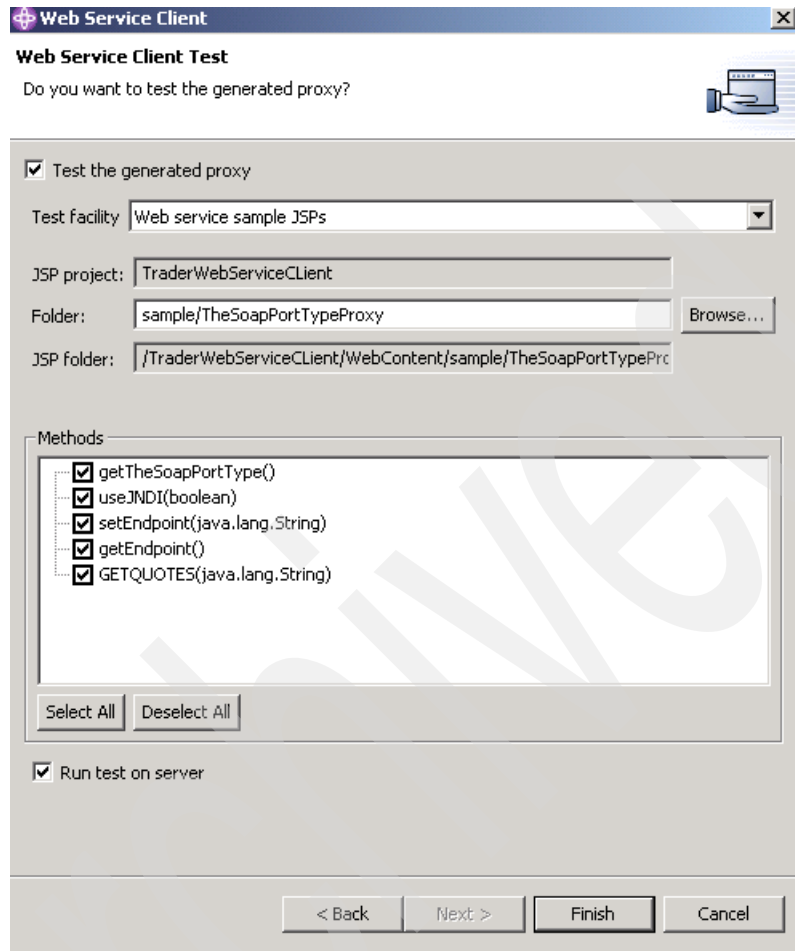 Web Service Client
Web Service Client Test
Do you want to test the generated proxy?
Test the generated proxy
Test facility Web service sample JSPs
JSP project: TraderWebServiceCLient
Folder: sample/TheSoapPortTypeProxy Browse...
JSP folder: /TraderWebServiceCLient/WebContent/sample/TheSoapPortTypePrc
Methods
getTheSoapPortType()
useJNDI(boolean)
setEndpoint(java.lang.String)
getEndpoint()
GETQUOTES(java.lang.String)
Select All Deselect All
Run test on server
< Back Next > Finish Cancel